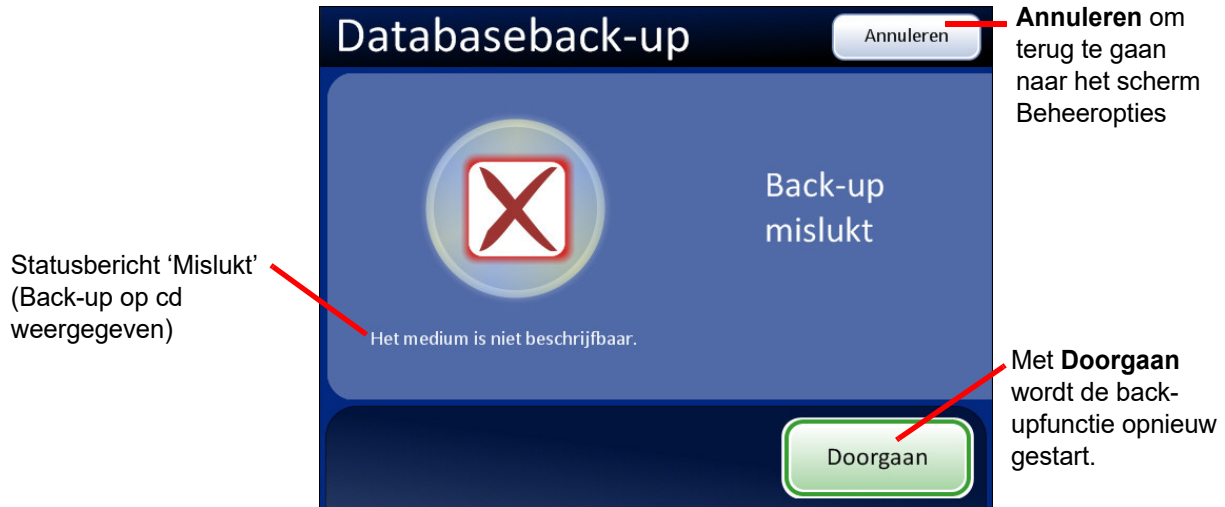 Databaseback-up
Annuleren
Annuleren om
terug te gaan
naar het scherm
Beheeropties
Back-up
mislukt
Statusbericht ‘Mislukt’
(Back-up op cd
weergegeven)
Het medium is niet beschrijfbaar.
Met Doorgaan
wordt de back-
upfunctie opnieuw
gestart.
Doorgaan